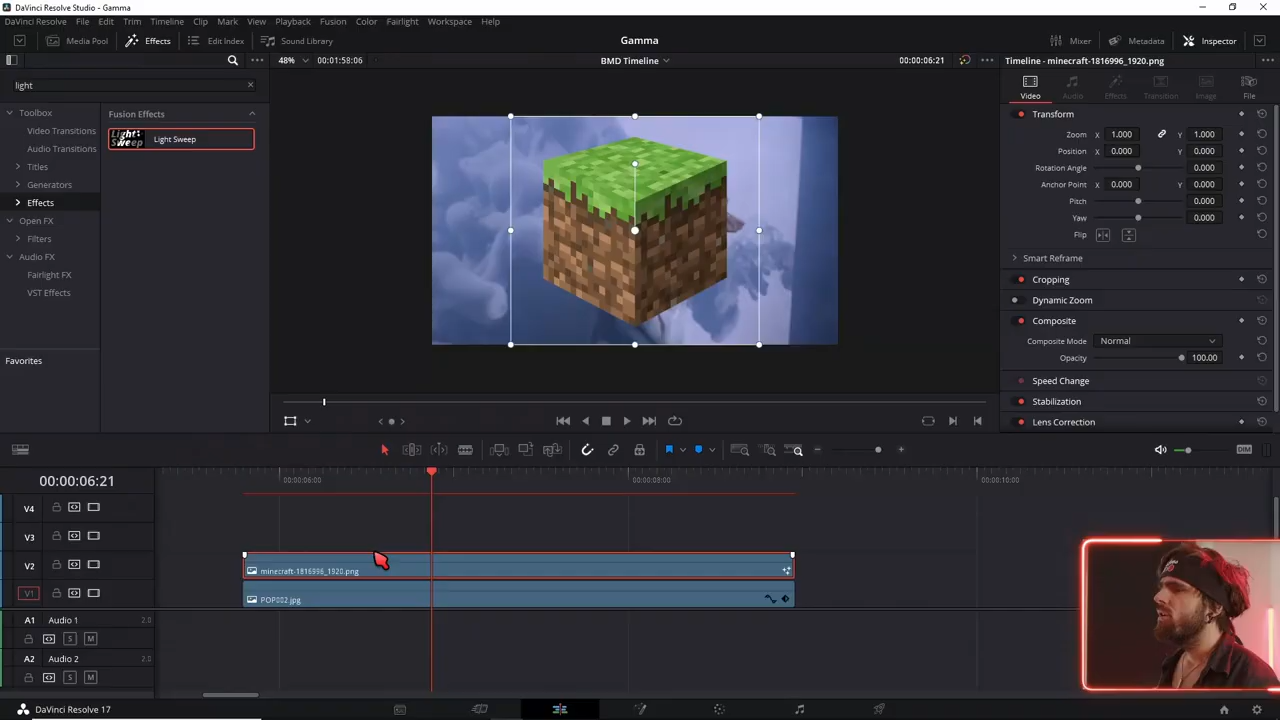 DaVinci Resolve Studio - Gamma
DaVinci Resolve File Edit Trim Timeline Clip Mark View Playback Fusion Color Fairlight Workspace Help
Media Pool Effects Edit Index Sound Library Gamma Mixer Metadata Inspector
48% 00:01:58:06 BMD Timeline 00:00:06:21 Timeline - minecraft-1816996_1920.png
light
Video Audio Effects Transition Image File
Toolbox
Video Transitions
Audio Transitions
Titles
Generators
Effects
Open FX
Filters
Audio FX
Fairlight FX
VST Effects
Favorites
Fusion Effects
Light Sweep
Light Sweep
Transform
Zoom X 1.000 Y 1.000
Position X 0.000 Y 0.000
Rotation Angle 0.000
Anchor Point X 0.000 Y 0.000
Pitch 0.000
Yaw 0.000
Flip
Smart Reframe
Cropping
Dynamic Zoom
Composite
Composite Mode Normal
Opacity 100.00
Speed Change
Stabilization
Lens Correction
DIM
00:00:06:21 00:00:06:00 00:00:08:00 00:00:10:00
V4
V3
V2 minecraft-1816996_1920.png
V1 POP002.jpg
A1 Audio 1 2.0
S M
A2 Audio 2 2.0
S M
DaVinci Resolve 17